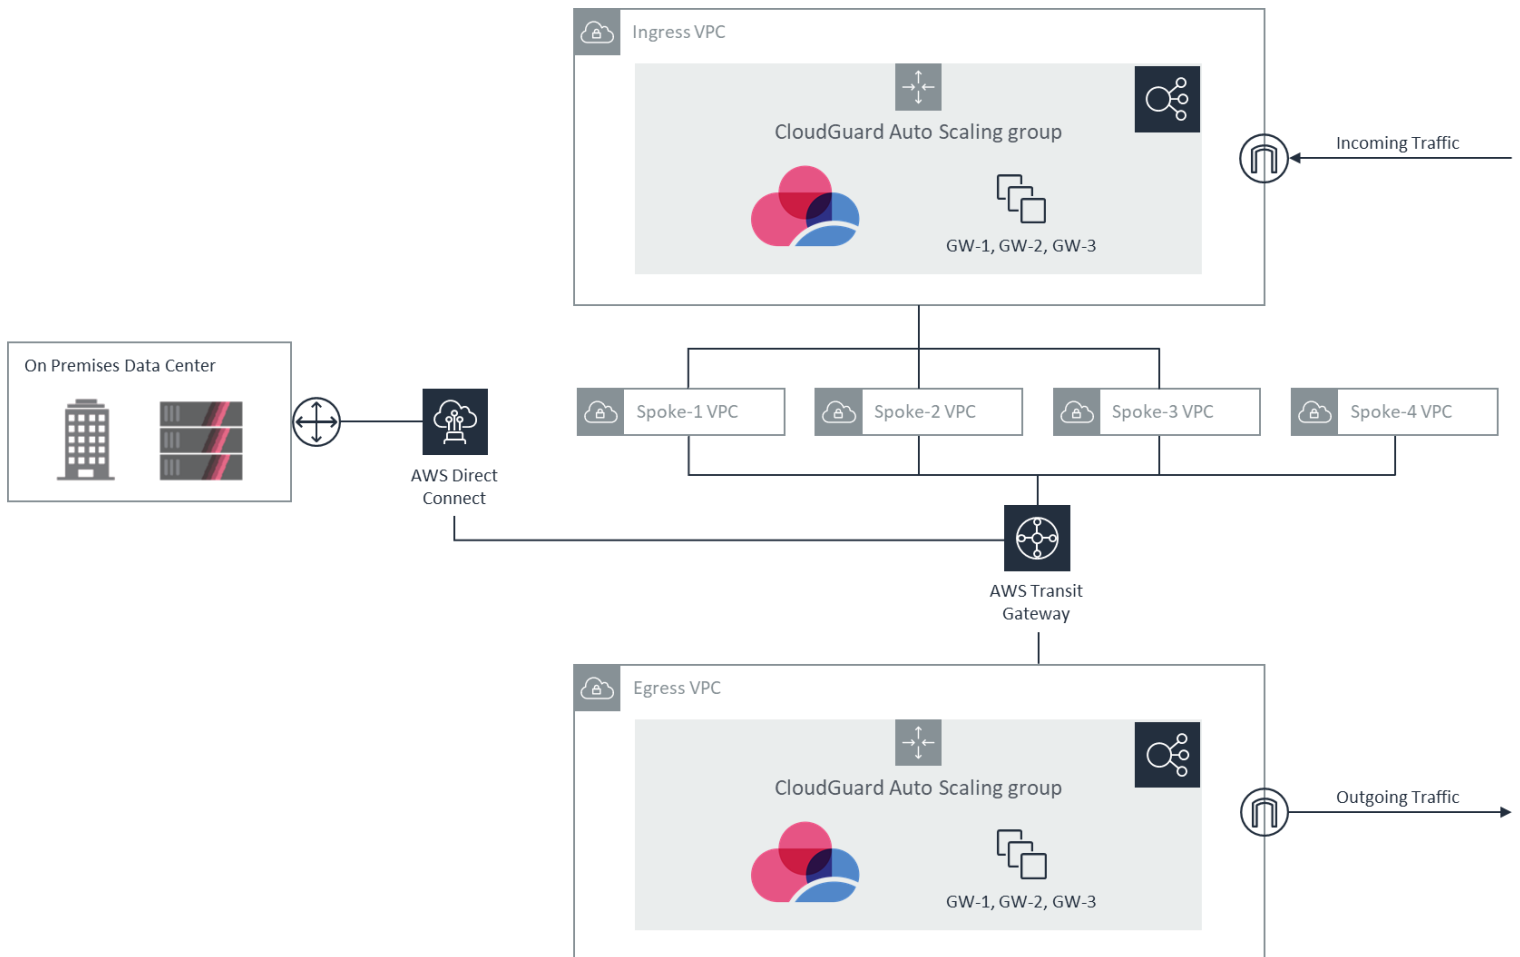 Ingress VPC
CloudGuard Auto Scaling group
GW-1, GW-2, GW-3
Incoming Traffic
On Premises Data Center
AWS Direct
Connect
Spoke-1 VPC
Spoke-2 VPC
Spoke-3 VPC
Spoke-4 VPC
AWS Transit
Gateway
Egress VPC
CloudGuard Auto Scaling group
GW-1, GW-2, GW-3
Outgoing Traffic